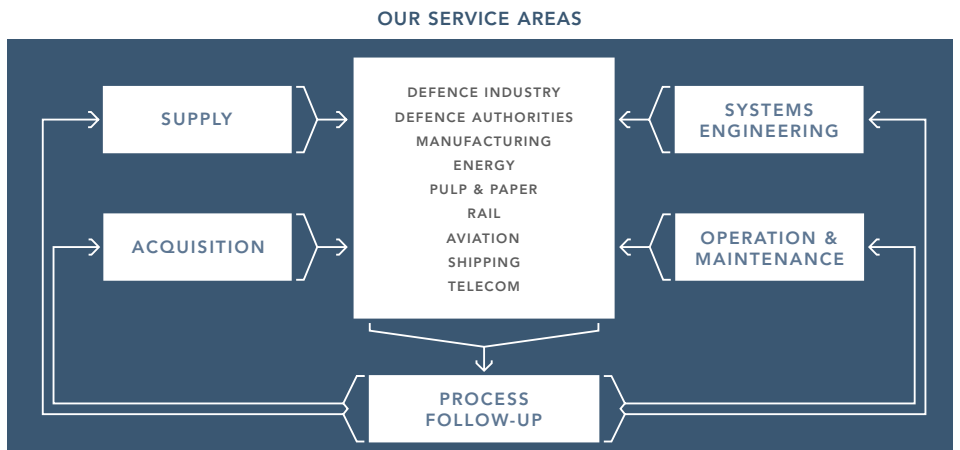 OUR SERVICE AREAS
SUPPLY
ACQUISITION
DEFENCE INDUSTRY
DEFENCE AUTHORITIES
MANUFACTURING
ENERGY
PULP & PAPER
RAIL
AVIATION
SHIPPING
TELECOM
SYSTEMS
ENGINEERING
OPERATION &
MAINTENANCE
PROCESS
FOLLOW-UP